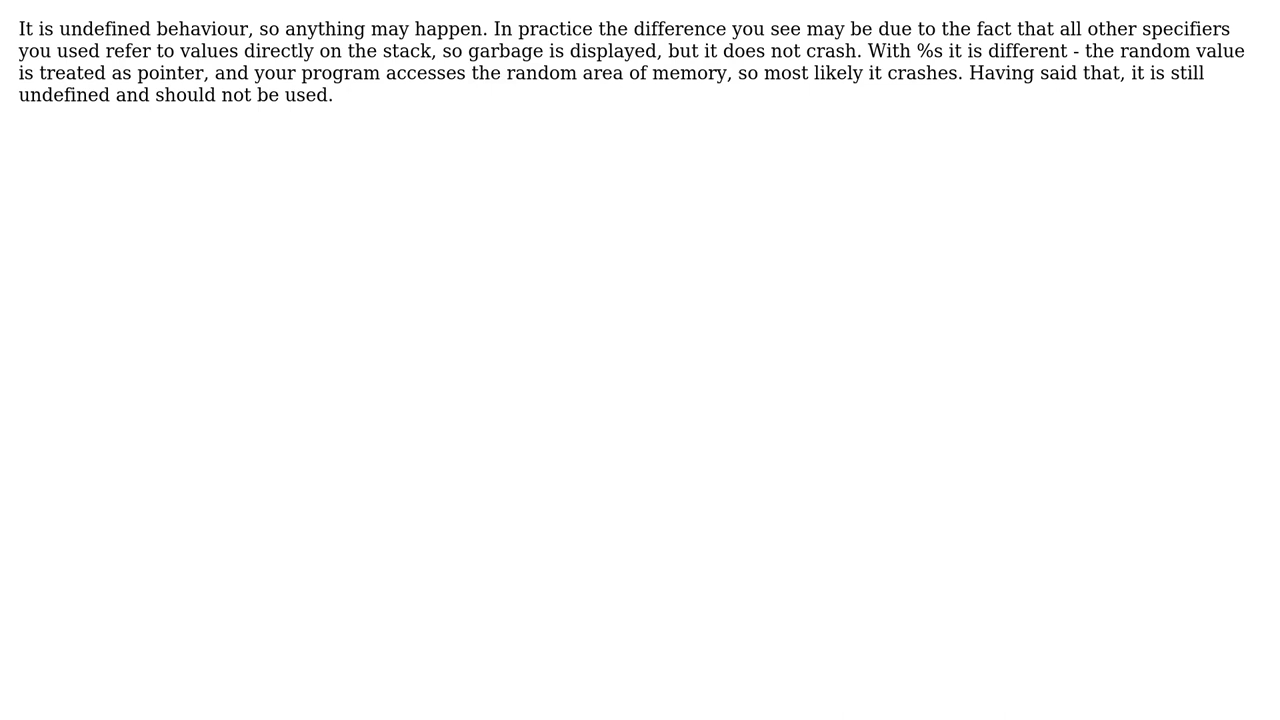 It is undefined behaviour, so anything may happen. In practice the difference you see may be due to the fact that all other specifiers
you used refer to values directly on the stack, so garbage is displayed, but it does not crash. With %s it is different - the random value
is treated as pointer, and your program accesses the random area of memory, so most likely it crashes. Having said that, it is still
undefined and should not be used.